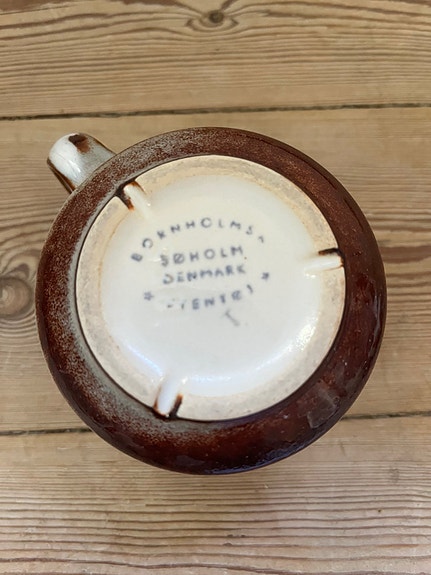 BORNHOLMSK
SØHOLM
DENMARK
★ STENTØJ ★